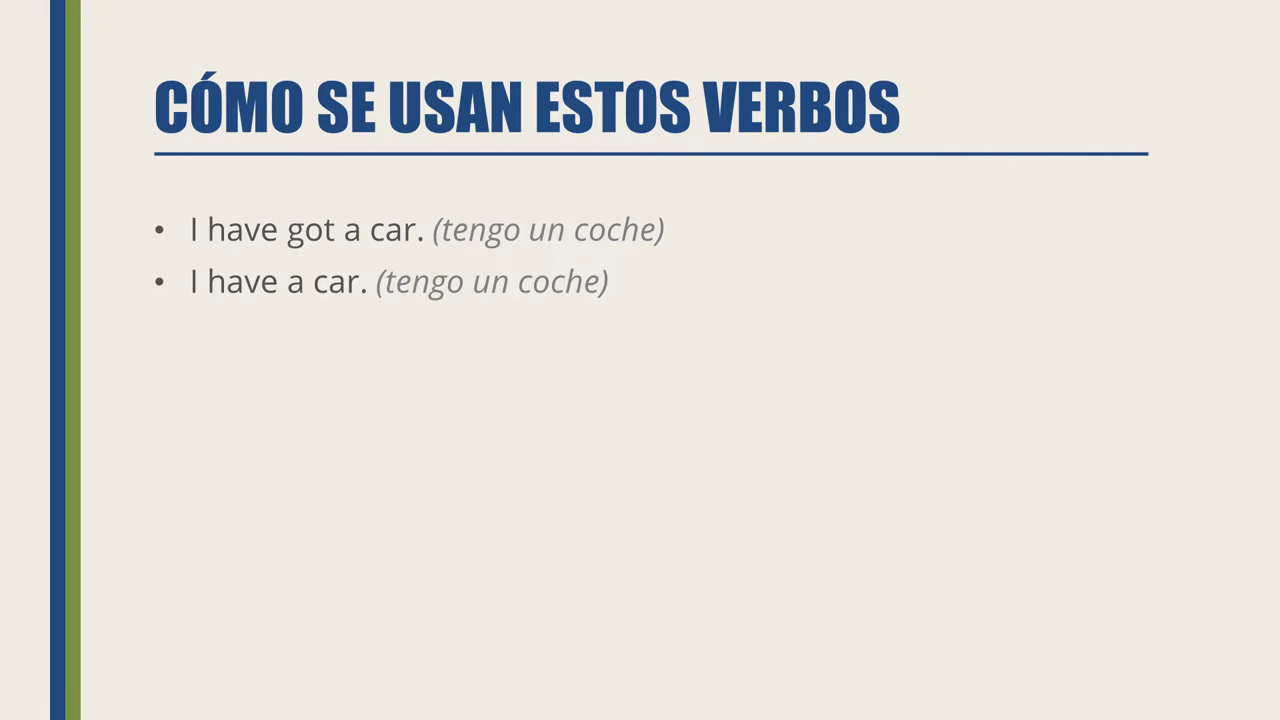 CÓMO SE USAN ESTOS VERBOS
• I have got a car. (tengo un coche)
• I have a car. (tengo un coche)